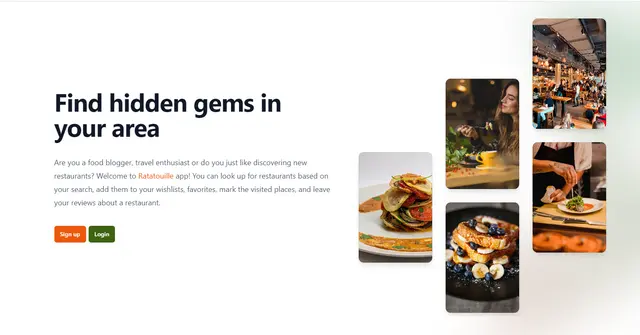 Find hidden gems in
your area
Are you a food blogger, travel enthusiast or do you just like discovering new
restaurants? Welcome to Ratatouille app! You can look up for restaurants based on
your search, add them to your wishlists, favorites, mark the visited places, and leave
your reviews about a restaurant.
Sign up Login